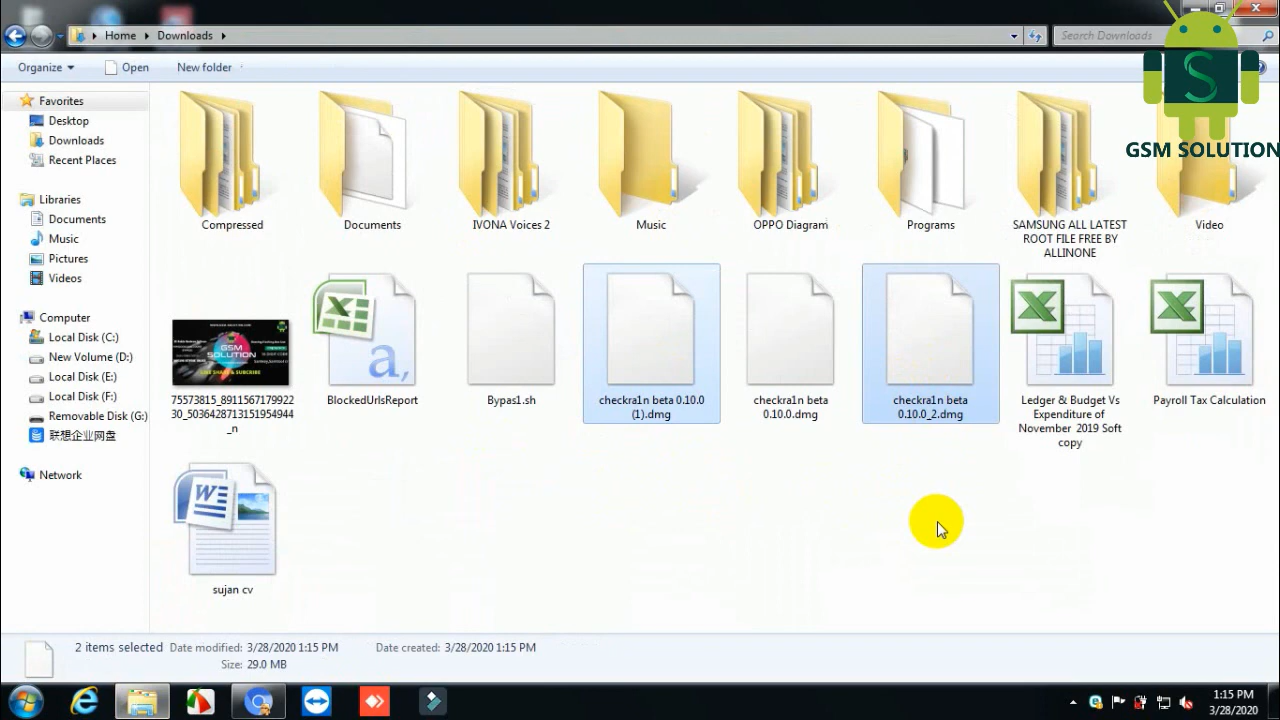 Home
Downloads
Search Downloads
GSM SOLUTION
Organize
Open
New folder
Favorites
Desktop
Downloads
Recent Places
Libraries
Documents
Music
Pictures
Videos
Computer
Local Disk (C:)
New Volume (D:)
Local Disk (E:)
Local Disk (F:)
Removable Disk (G:)
联想企业网盘
Network
Compressed
Documents
IVONA Voices 2
Music
OPPO Diagram
Programs
SAMSUNG ALL LATEST
ROOT FILE FREE BY
ALLINONE
Video
GSM
SOLUTION
75573815_8911567179922
30_5036428713151954944
_n
BlockedUrlsReport
Bypas1.sh
checkra1n beta 0.10.0
(1).dmg
checkra1n beta
0.10.0.dmg
checkra1n beta
0.10.0_2.dmg
Ledger & Budget Vs
Expenditure of
November 2019 Soft
copy
Payroll Tax Calculation
sujan cv
2 items selected
Date modified: 3/28/2020 1:15 PM
Date created: 3/28/2020 1:15 PM
Size: 29.0 MB
1:15 PM
3/28/2020